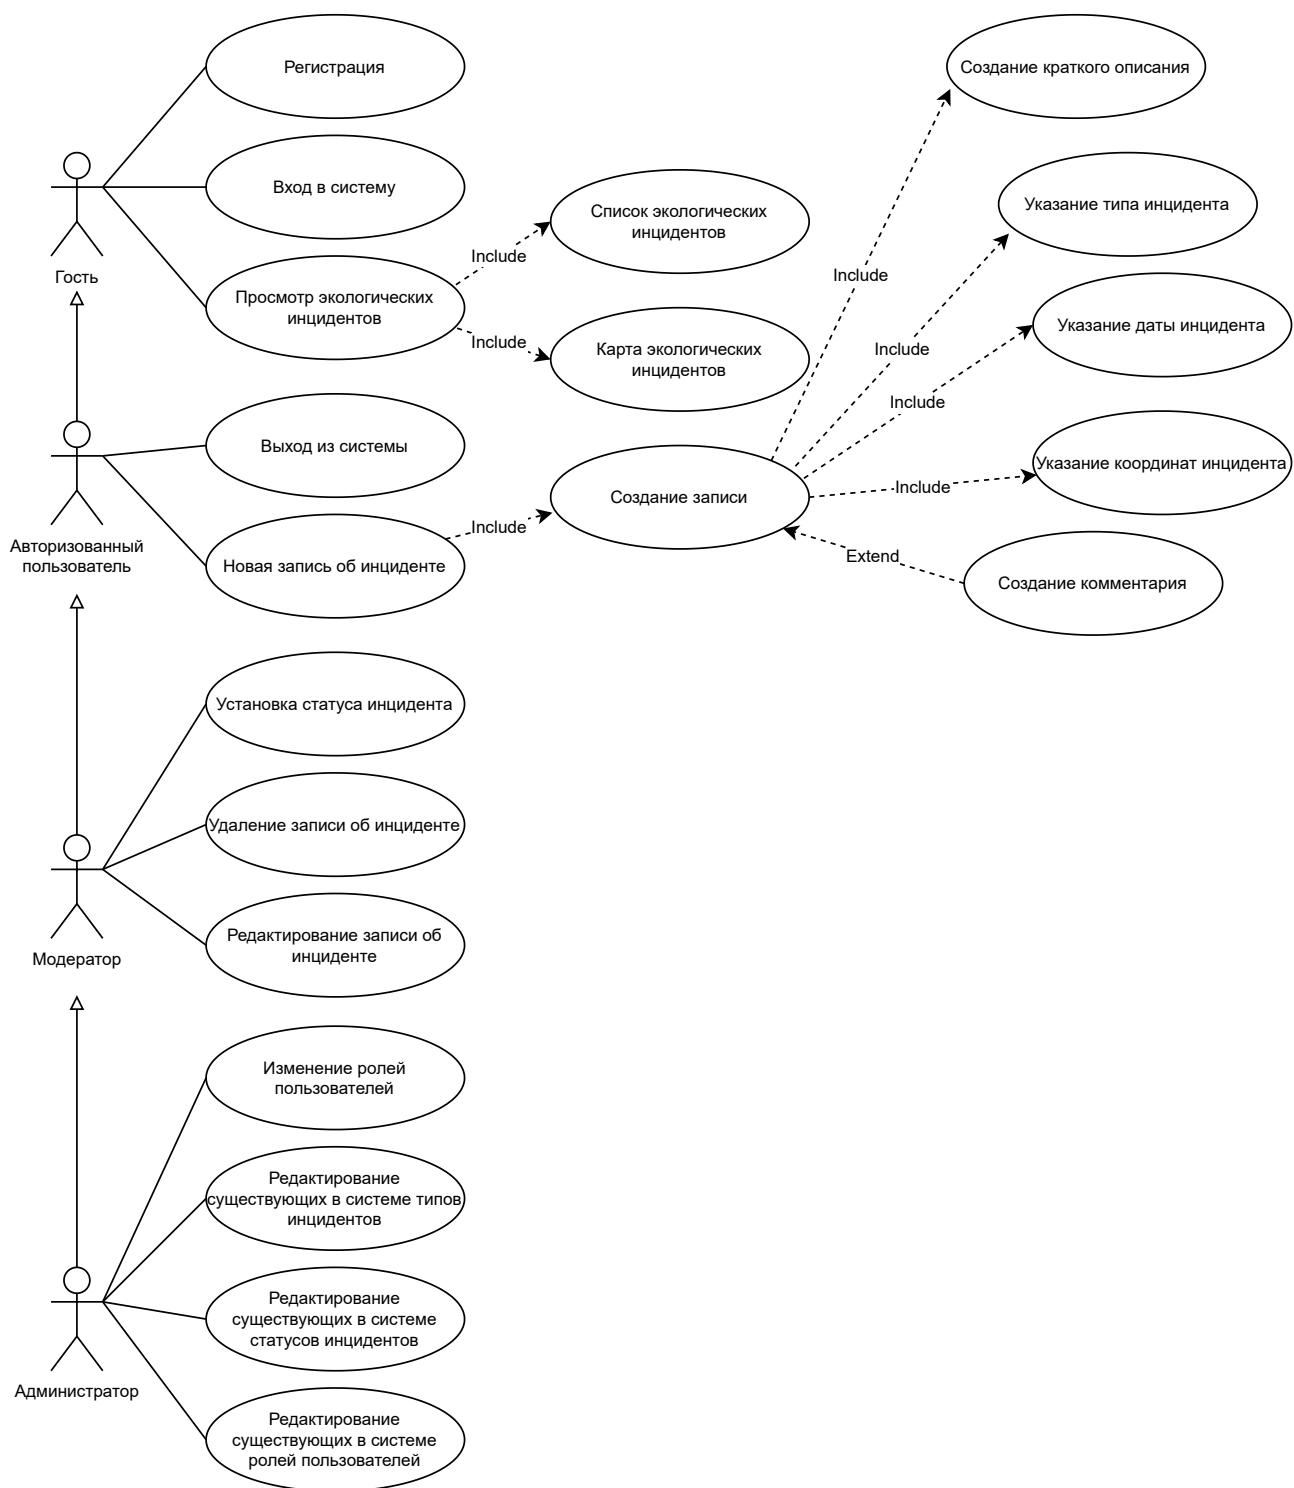 Регистрация
Создание краткого описания
Вход в систему
Список экологических
инцидентов
Указание типа инцидента
Include
Гость
Include
Просмотр экологических
инцидентов
Указание даты инцидента
Include
Карта экологических
инцидентов
Include
Include
Выход из системы
Указание координат инцидента
Include
Создание записи
Include
Авторизованный
пользователь
Новая запись об инциденте
Extend
Создание комментария
Установка статуса инцидента
Удаление записи об инциденте
Модератор
Редактирование записи об
инциденте
Изменение ролей
пользователей
Редактирование
существующих в системе типов
инцидентов
Редактирование
существующих в системе
статусов инцидентов
Администратор
Редактирование
существующих в системе
ролей пользователей